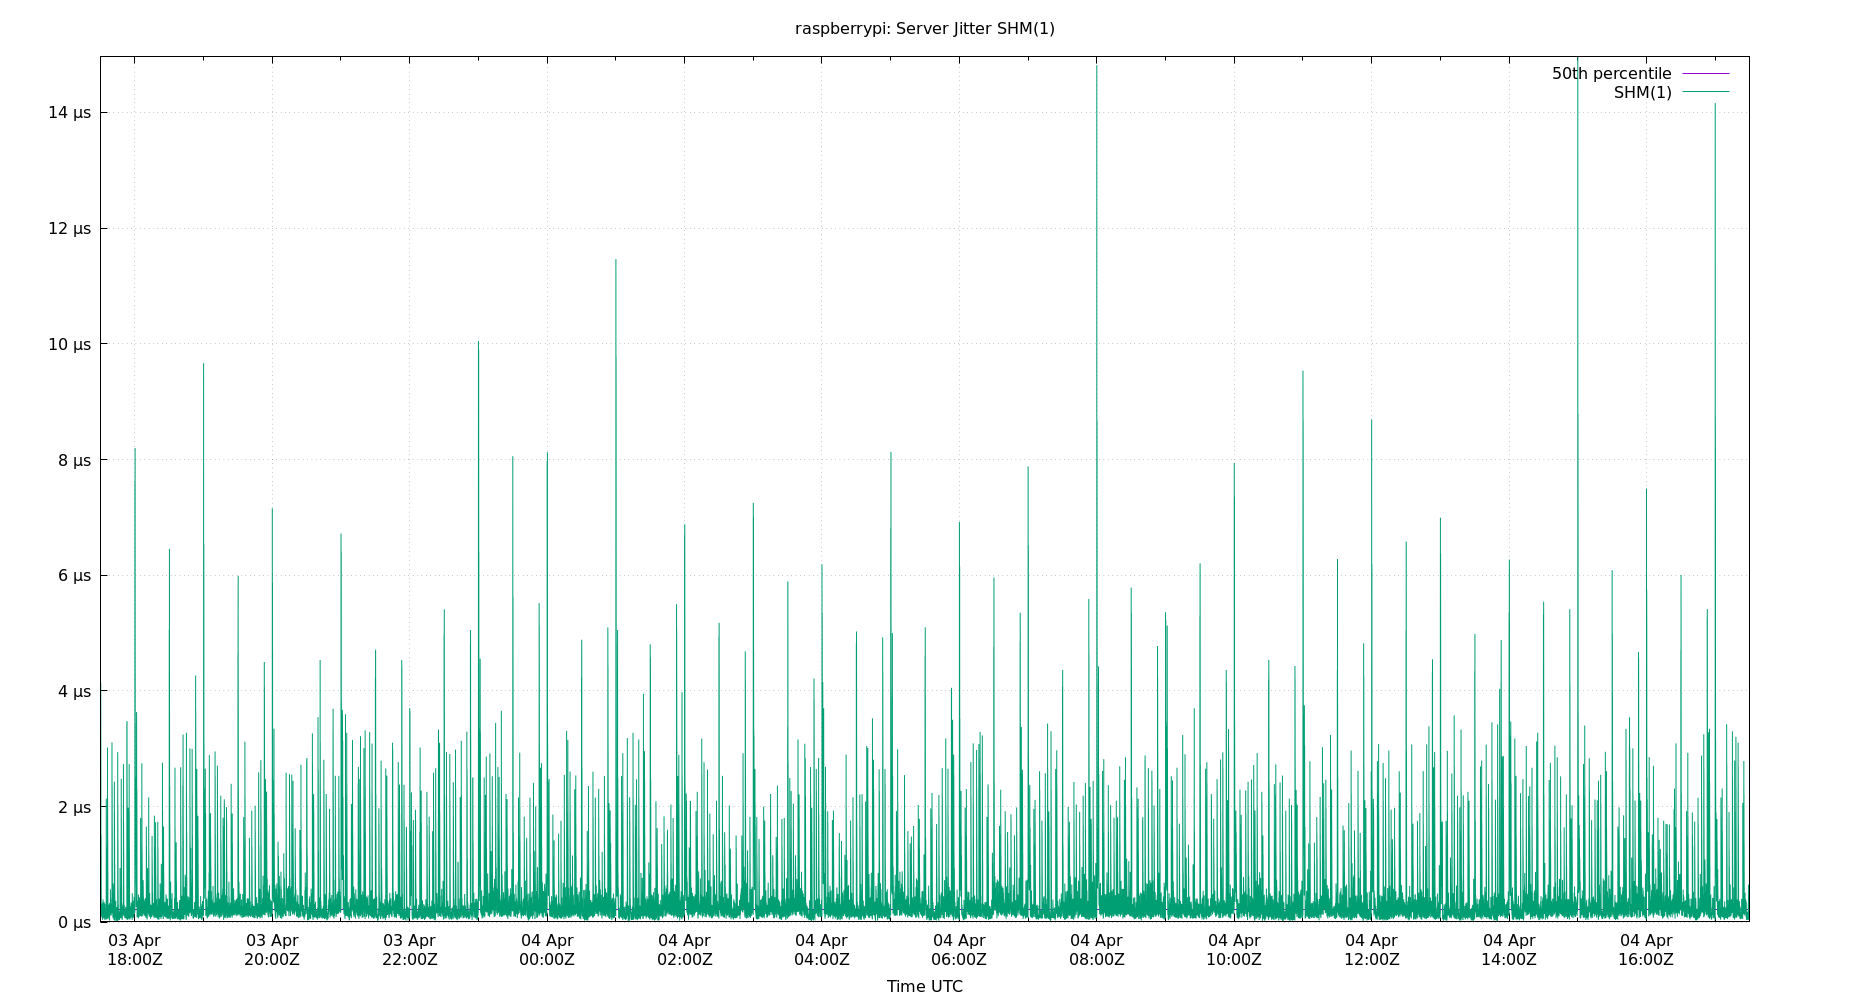 raspberrypi: Server Jitter SHM(1)
50th percentile
SHM(1)
14 µs
12 µs
10 µs
8 µs
6 µs
4 µs
2 µs
0 µs
03 Apr 03 Apr 03 Apr 04 Apr 04 Apr 04 Apr 04 Apr 04 Apr 04 Apr 04 Apr 04 Apr 04 Apr
18:00Z 20:00Z 22:00Z 00:00Z 02:00Z 04:00Z 06:00Z 08:00Z 10:00Z 12:00Z 14:00Z 16:00Z
Time UTC